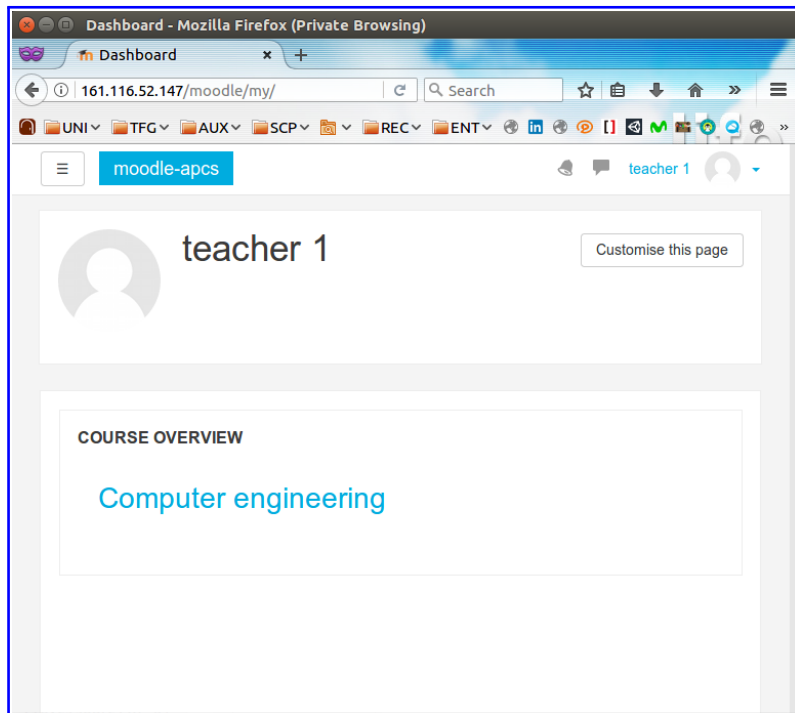 Dashboard - Mozilla Firefox (Private Browsing)
Dashboard
161.116.52.147/moodle/my/ Search
UNI TFG AUX SCP REC ENT
moodle-apcs teacher 1
teacher 1
Customise this page
COURSE OVERVIEW
Computer engineering